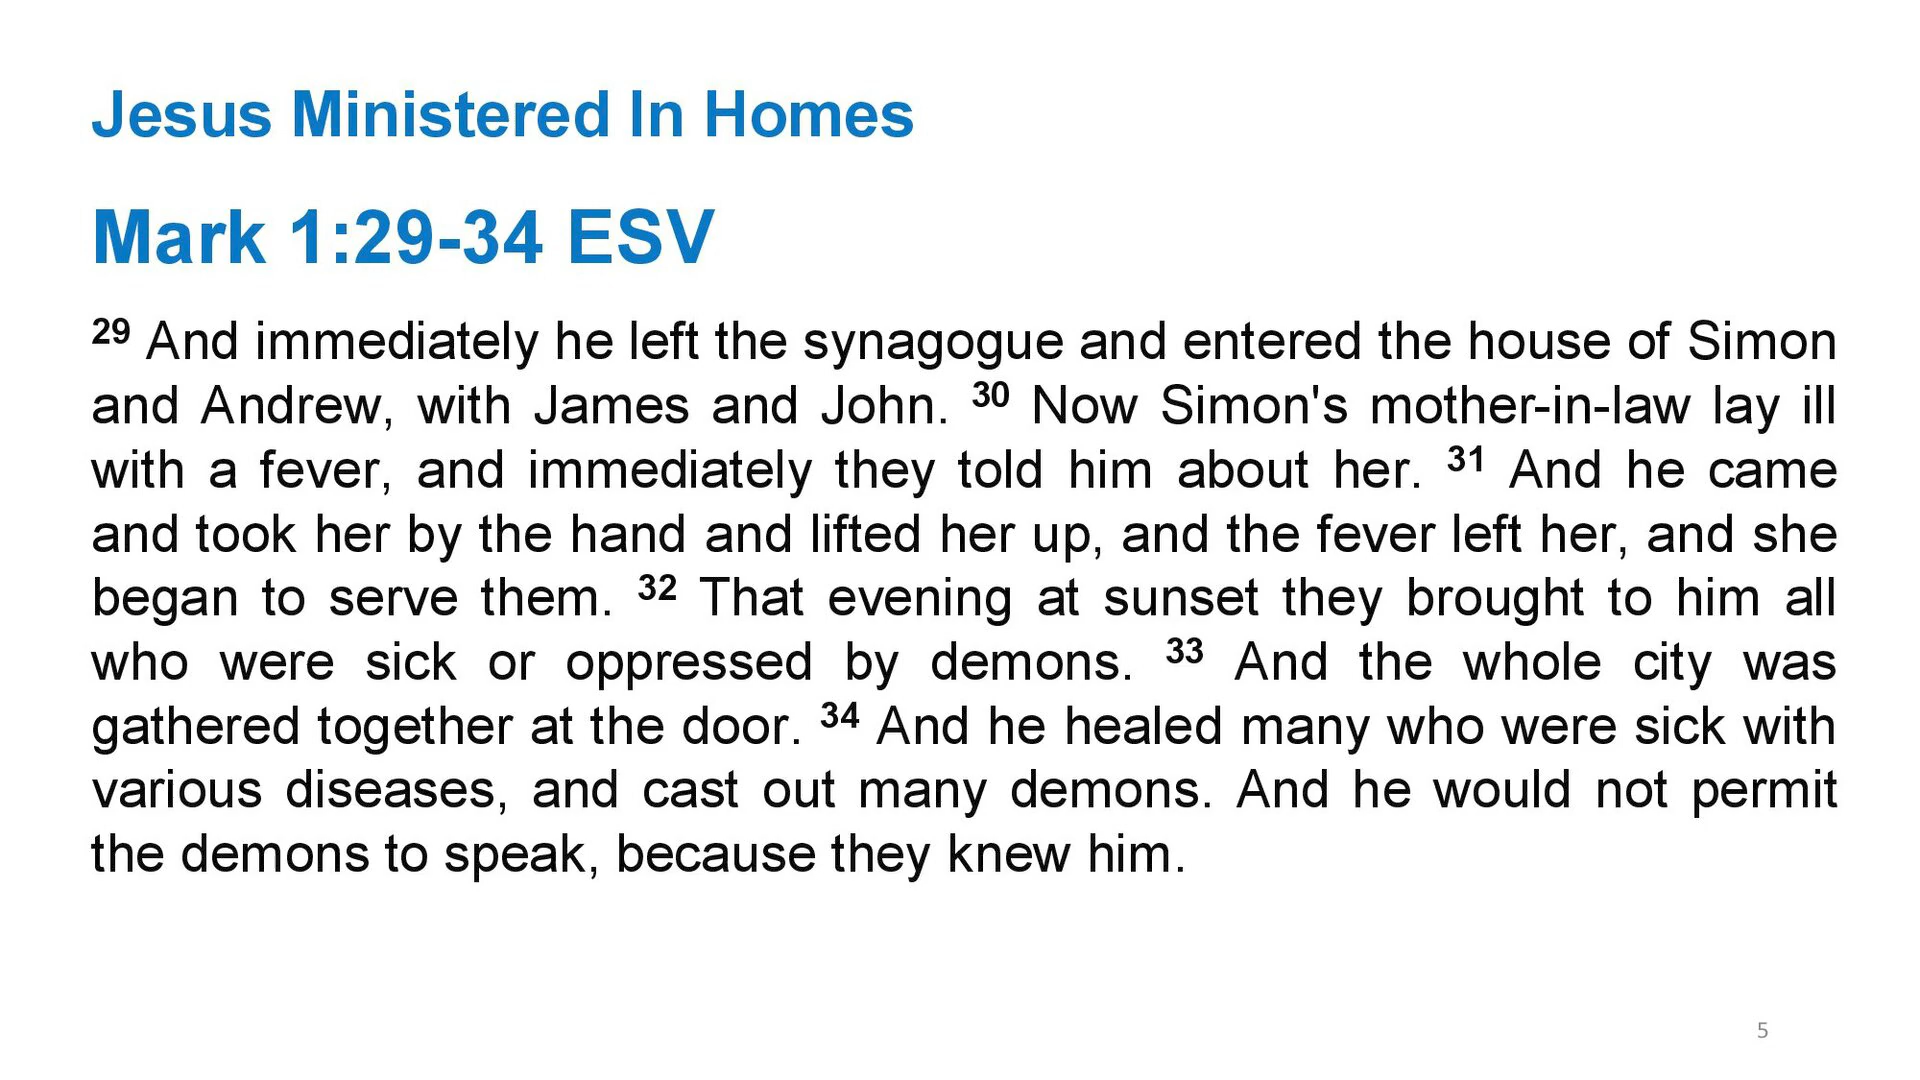 Jesus Ministered In Homes
Mark 1:29-34 ESV
29 And immediately he left the synagogue and entered the house of Simon
and Andrew, with James and John. 30 Now Simon's mother-in-law lay ill
with a fever, and immediately they told him about her. 31 And he came
and took her by the hand and lifted her up, and the fever left her, and she
began to serve them. 32 That evening at sunset they brought to him all
who were sick or oppressed by demons. 33 And the whole city was
gathered together at the door. 34 And he healed many who were sick with
various diseases, and cast out many demons. And he would not permit
the demons to speak, because they knew him.
5